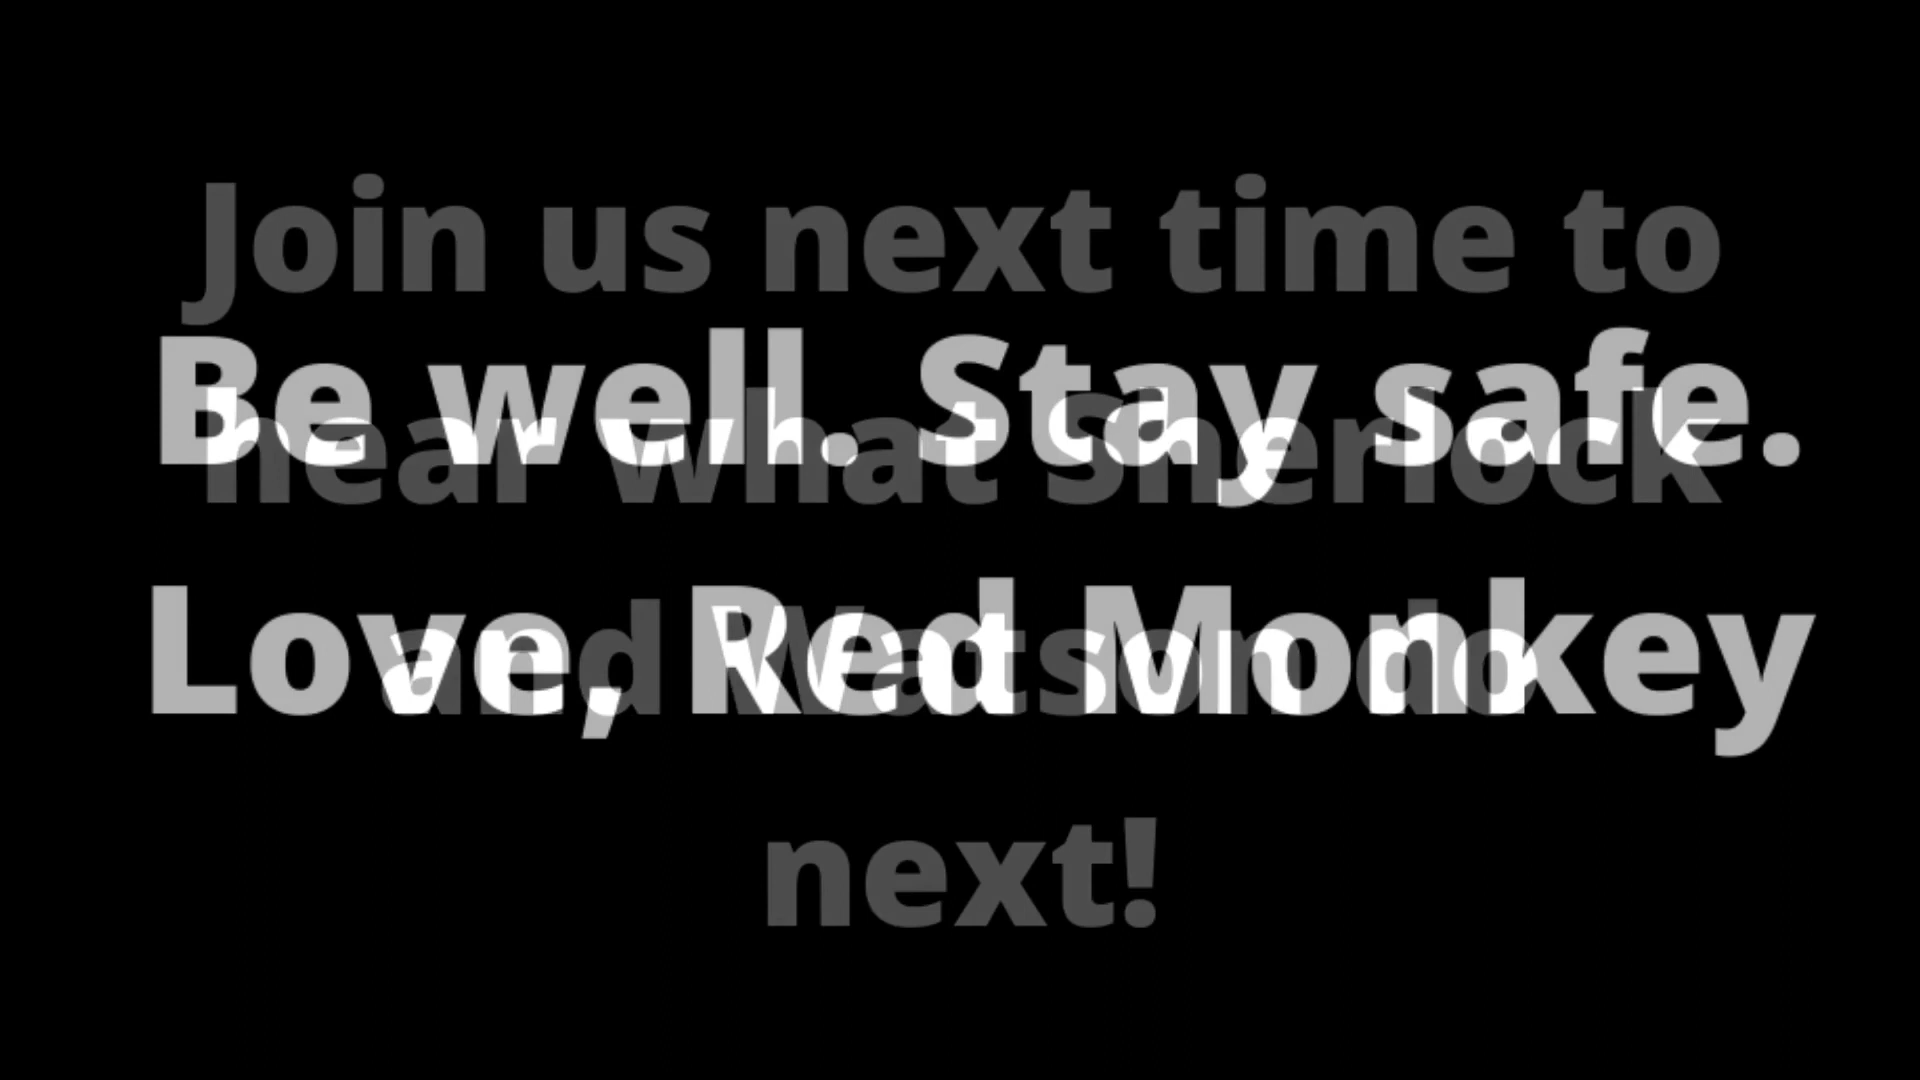 Join us next time to
hear what Sherlock
and Watson do
next!
Be well. Stay safe.
Love, Red Monkey